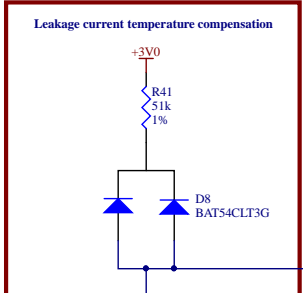 Leakage current temperature compensation
+3V0
R41
51k
1%
D8
BAT54CLT3G